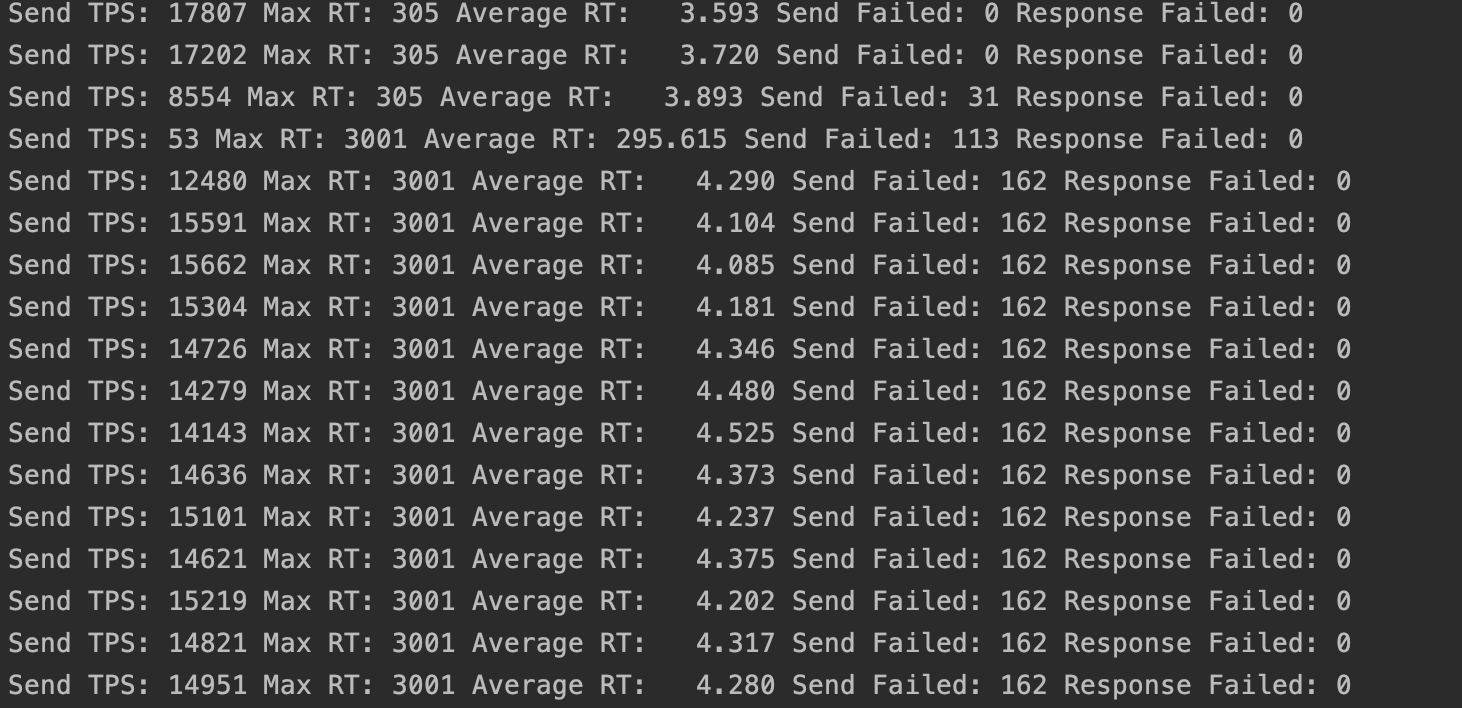 Send TPS: 17807 Max RT: 305 Average RT:   3.593 Send Failed: 0 Response Failed: 0
Send TPS: 17202 Max RT: 305 Average RT:   3.720 Send Failed: 0 Response Failed: 0
Send TPS: 8554 Max RT: 305 Average RT:   3.893 Send Failed: 31 Response Failed: 0
Send TPS: 53 Max RT: 3001 Average RT: 295.615 Send Failed: 113 Response Failed: 0
Send TPS: 12480 Max RT: 3001 Average RT:   4.290 Send Failed: 162 Response Failed: 0
Send TPS: 15591 Max RT: 3001 Average RT:   4.104 Send Failed: 162 Response Failed: 0
Send TPS: 15662 Max RT: 3001 Average RT:   4.085 Send Failed: 162 Response Failed: 0
Send TPS: 15304 Max RT: 3001 Average RT:   4.181 Send Failed: 162 Response Failed: 0
Send TPS: 14726 Max RT: 3001 Average RT:   4.346 Send Failed: 162 Response Failed: 0
Send TPS: 14279 Max RT: 3001 Average RT:   4.480 Send Failed: 162 Response Failed: 0
Send TPS: 14143 Max RT: 3001 Average RT:   4.525 Send Failed: 162 Response Failed: 0
Send TPS: 14636 Max RT: 3001 Average RT:   4.373 Send Failed: 162 Response Failed: 0
Send TPS: 15101 Max RT: 3001 Average RT:   4.237 Send Failed: 162 Response Failed: 0
Send TPS: 14621 Max RT: 3001 Average RT:   4.375 Send Failed: 162 Response Failed: 0
Send TPS: 15219 Max RT: 3001 Average RT:   4.202 Send Failed: 162 Response Failed: 0
Send TPS: 14821 Max RT: 3001 Average RT:   4.317 Send Failed: 162 Response Failed: 0
Send TPS: 14951 Max RT: 3001 Average RT:   4.280 Send Failed: 162 Response Failed: 0